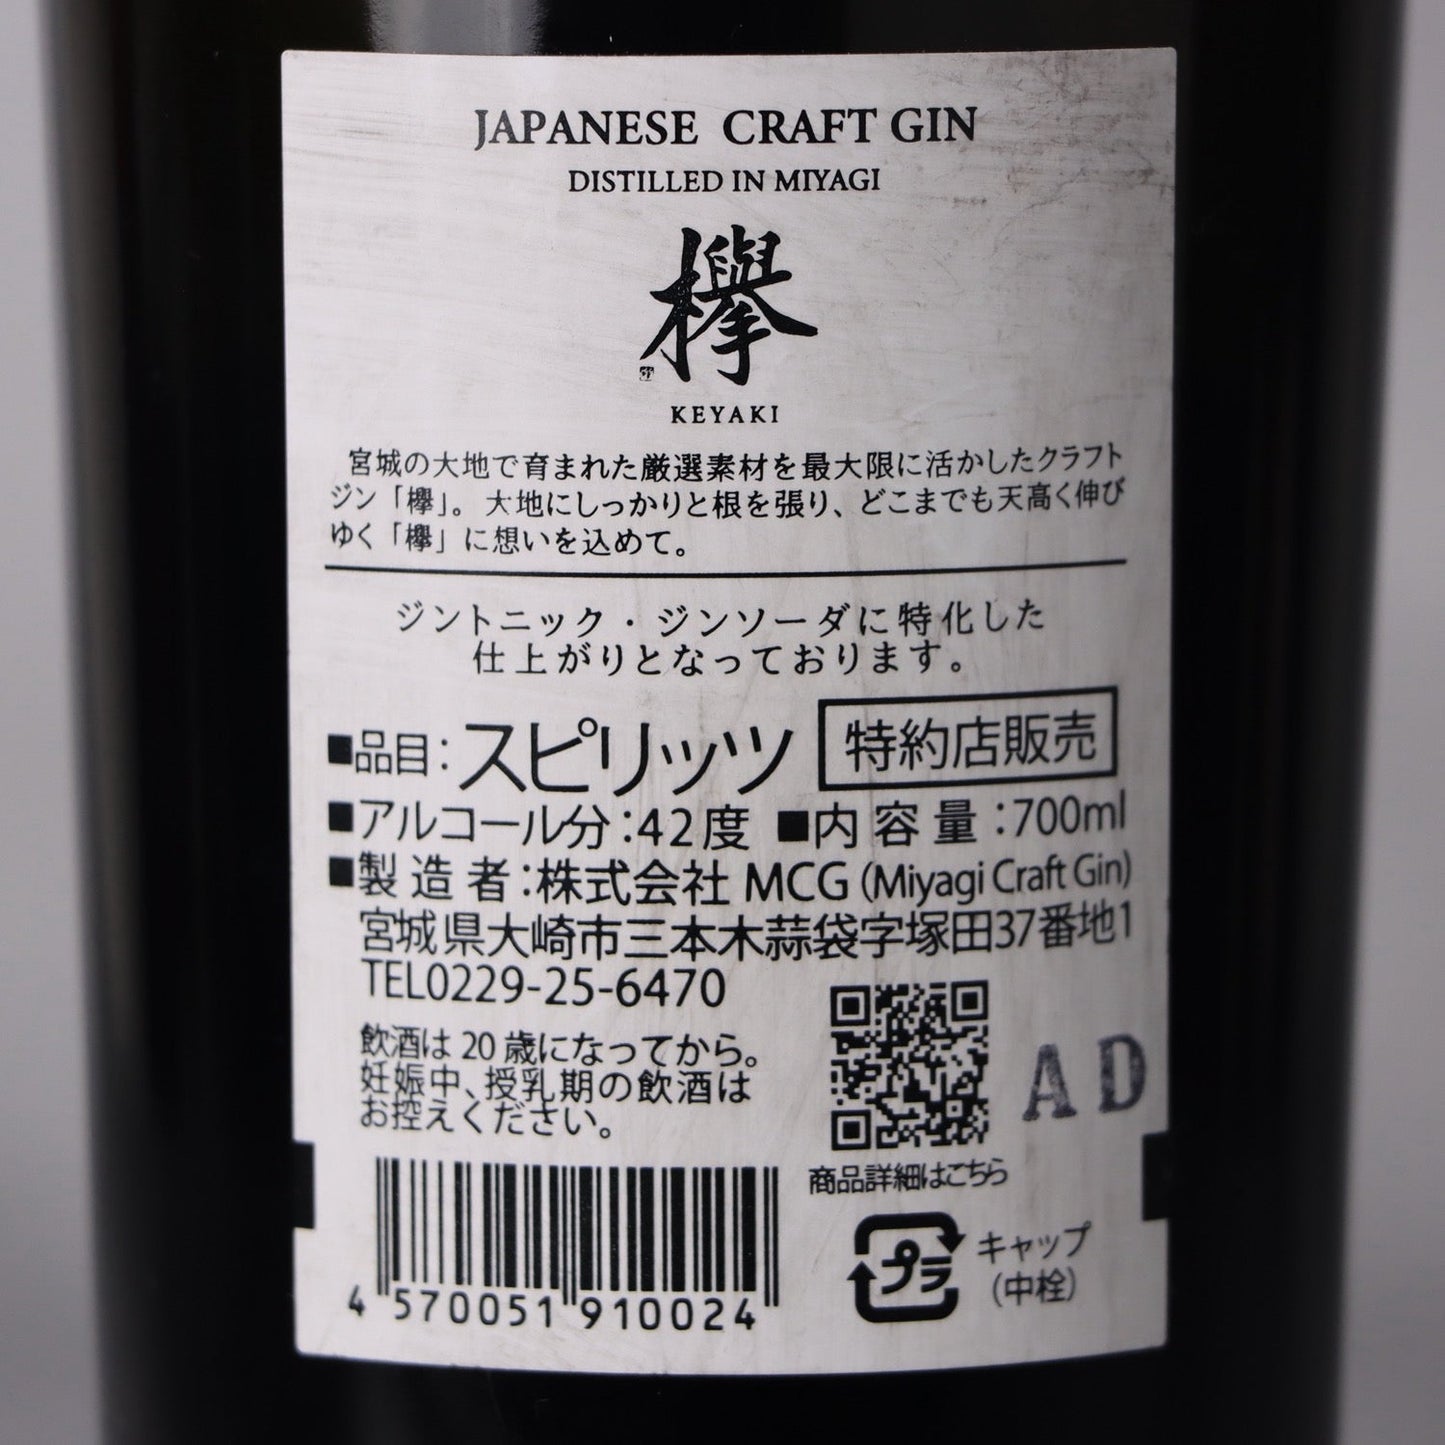 JAPANESE CRAFT GIN
DISTILLED IN MIYAGI
欅
KEYAKI
宮城の大地で育まれた厳選素材を最大限に活かしたクラフト
ジン「欅」。大地にしっかりと根を張り、どこまでも天高く伸び
ゆく「欅」に想いを込めて。
ジントニック・ジンソーダに特化した
仕上がりとなっております。
■品目:スピリッツ 特約店販売
■アルコール分:42度 ■内容量:700ml
■製造者:株式会社 MCG (Miyagi Craft Gin)
宮城県大崎市三本木蒜袋字塚田37番地1
TEL0229-25-6470
飲酒は20歳になってから。
妊娠中、授乳期の飲酒は
お控えください。
AD
商品詳細はこちら
4 570051 910024
プラ
キャップ
(中栓)